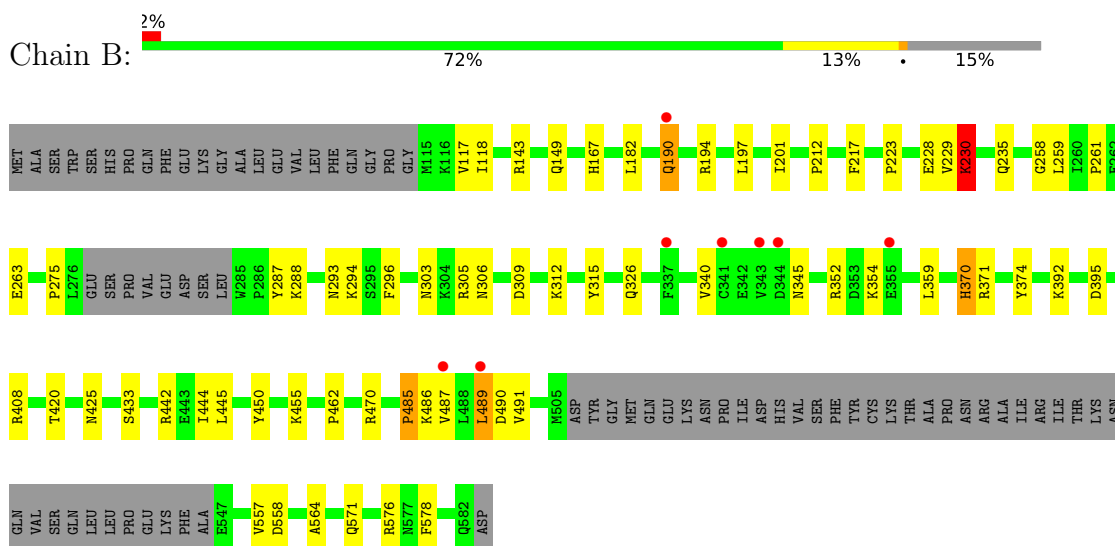 2%
Chain B:
72% 13% • 15%
MET ALA SER TRP SER HIS PRO GLN PHE GLU LYS GLY ALA LEU GLU VAL LEU PHE GLN GLY PRO GLY M115 K116 V117 I118 R143 Q149 H167 L182 Q190 R194 L197 I201 P212 F217 P223 E228 V229 K230 Q235 G258 L259 I260 P261 E262
E263 P275 L276 GLU SER PRO VAL GLU ASP SER LEU W285 P286 Y287 K288 N293 K294 S295 F296 N303 K304 R305 N306 D309 K312 Y315 Q326 F337 V340 C341 E342 V343 D344 N345 R352 D353 K354 E355 L359 H370 R371 Y374 K392 D395
R408 T420 N425 S433 R442 E443 I444 L445 Y450 K455 P462 R470 P485 K486 V487 L488 L489 D490 V491 M505 ASP TYR GLY MET GLN GLU LYS ASN PRO ILE ASP HIS VAL SER PHE TYR CYS LYS THR ALA PRO ASN ARG ALA ILE ARG ILE THR LYS ASN
GLN VAL SER GLN LEU LEU PRO GLU LYS PHE ALA E547 V557 D558 A564 Q571 R576 N577 F578 Q582 ASP